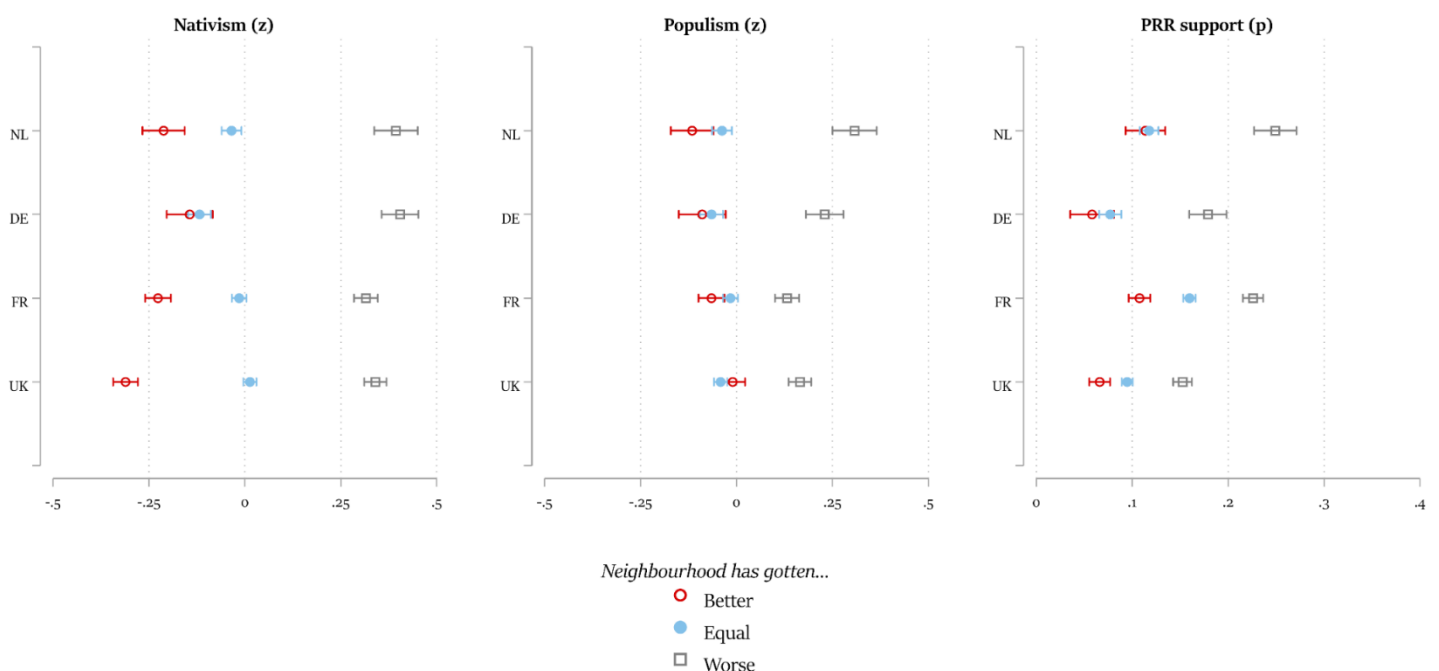 Nativism (z)
NL
DE
FR
UK
-.5 -.25 0 .25 .5
Populism (z)
NL
DE
FR
UK
-.5 -.25 0 .25 .5
PRR support (p)
NL
DE
FR
UK
0 .1 .2 .3 .4
Neighbourhood has gotten...
Better
Equal
Worse